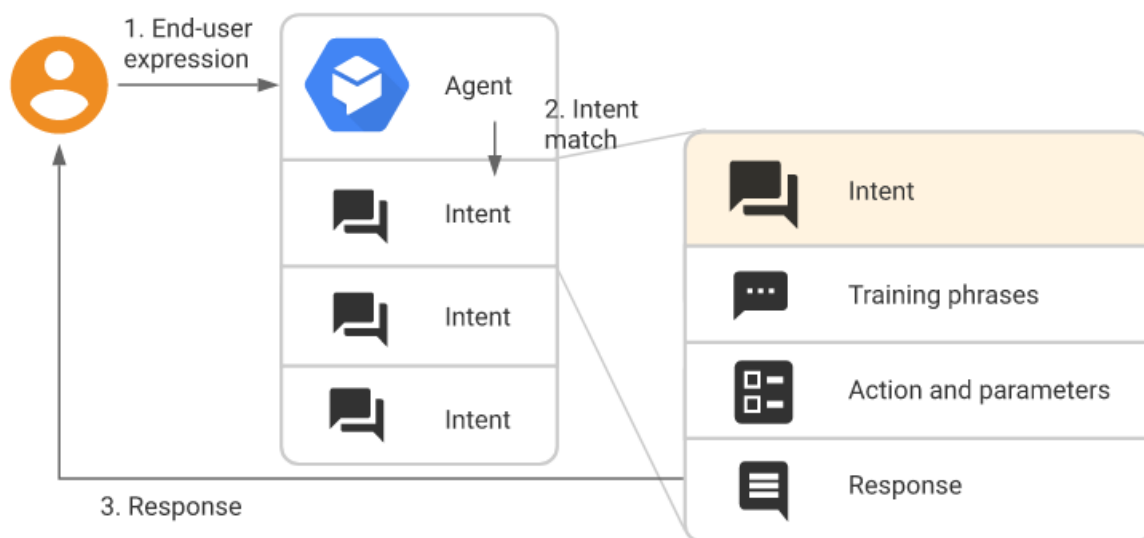 1. End-user
expression
Agent
2. Intent
match
Intent
Intent
Intent
Intent
Training phrases
Action and parameters
Response
3. Response